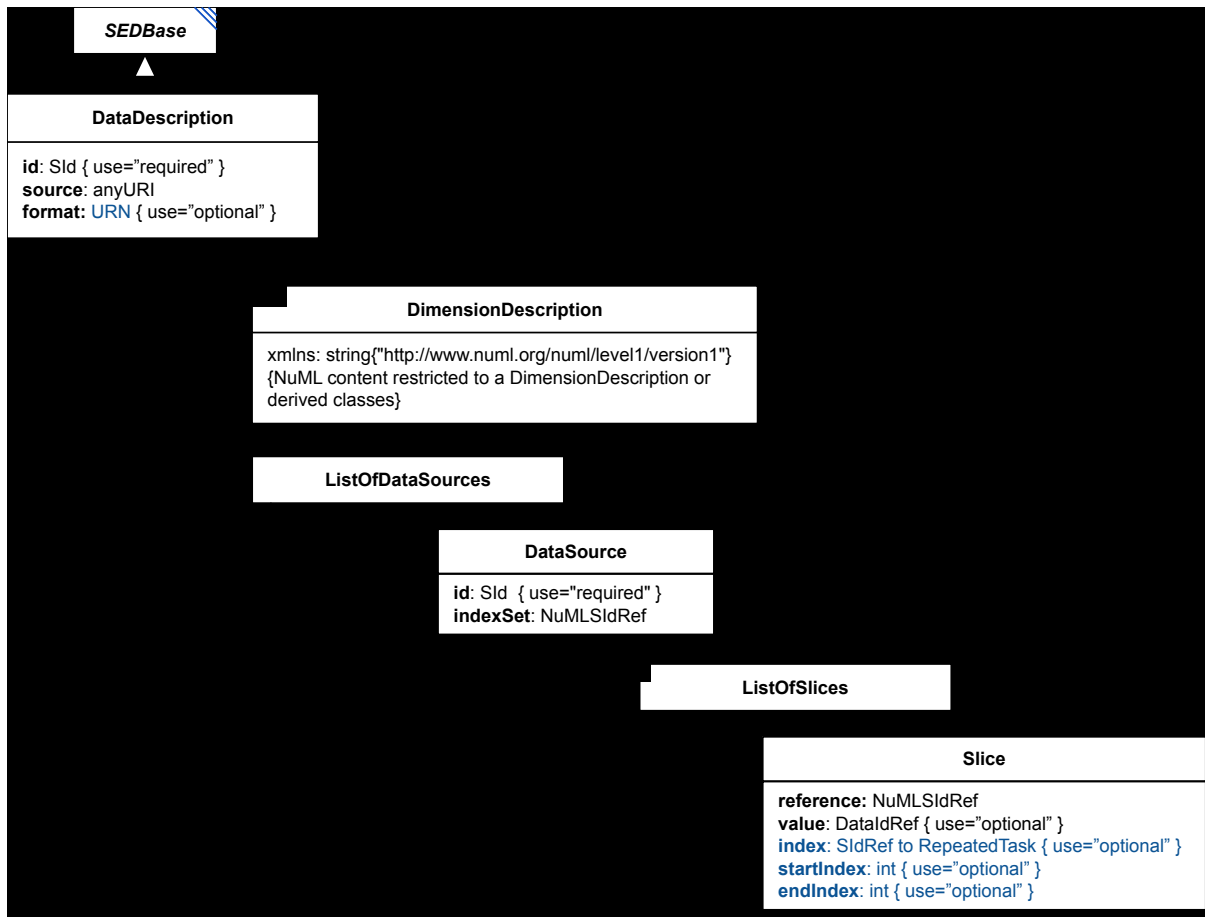 SEDBase
DataDescription
id: SId { use=”required” }
source: anyURI
format: URN { use=”optional” }
DimensionDescription
xmlns: string{"http://www.numl.org/numl/level1/version1"}
{NuML content restricted to a DimensionDescription or
derived classes}
ListOfDataSources
DataSource
id: SId { use="required" }
indexSet: NuMLSIdRef
ListOfSlices
Slice
reference: NuMLSIdRef
value: DataIdRef { use=”optional” }
index: SIdRef to RepeatedTask { use=”optional” }
startIndex: int { use=”optional” }
endIndex: int { use=”optional” }